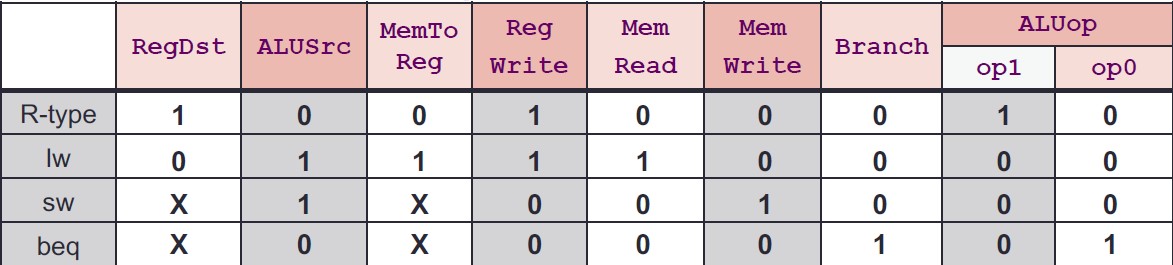 RegDst ALUSrc MemTo Reg Reg Write Mem Read Mem Write Branch ALUop
op1 op0
R-type 1 0 0 1 0 0 0 1 0
lw 0 1 1 1 1 0 0 0 0
sw X 1 X 0 0 1 0 0 0
beq X 0 X 0 0 0 1 0 1